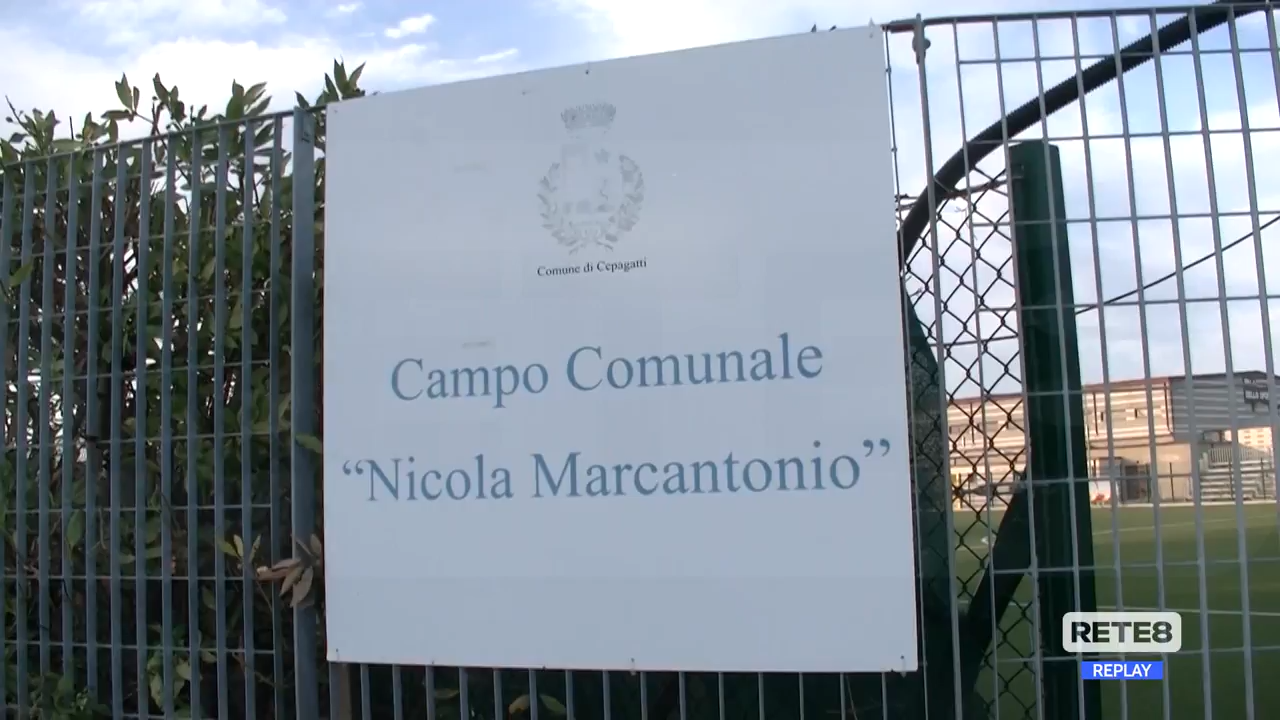 Comune di Cepagatti
Campo Comunale
“Nicola Marcantonio”
RETE8
REPLAY